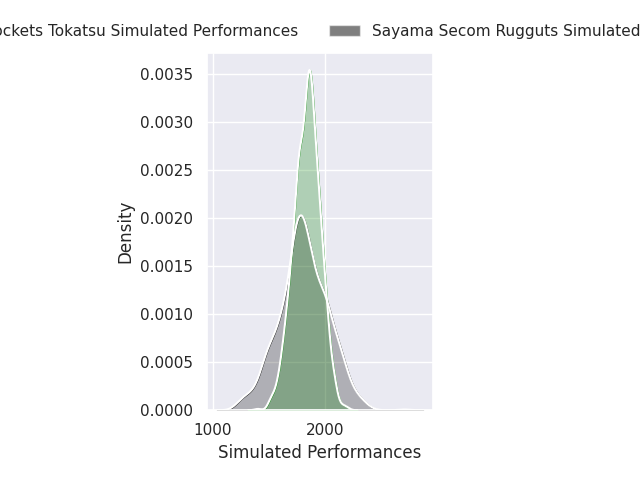 ockets Tokatsu Simulated Performances
Sayama Secom Rugguts Simulated
0.0035
0.0030
0.0025
0.0020
0.0015
0.0010
0.0005
0.0000
Density
1000
2000
Simulated Performances